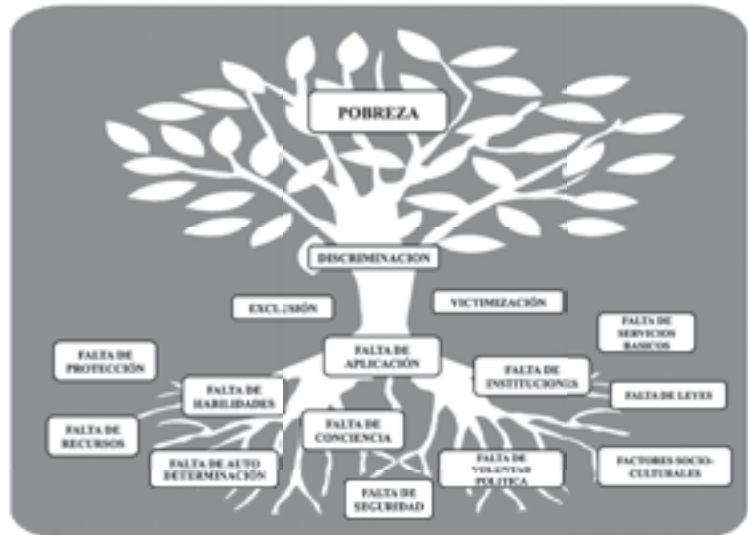 POBREZA
DISCRIMINACION
EXCLUSIÓN
VICTIMIZACIÓN
FALTA DE
SERVICIOS
BASICOS
FALTA DE
PROTECCIÓN
FALTA DE
APLICACIÓN
FALTA DE
INSTITUCIONES
FALTA DE
HABILIDADES
FALTA DE LEYES
FALTA DE
RECURSOS
FALTA DE
CONCIENCIA
FALTA DE AUTO
DETERMINACIÓN
FALTA DE
VOLUNTAD
POLITICA
FACTORES SOCIO-
CULTURALES
FALTA DE
SEGURIDAD